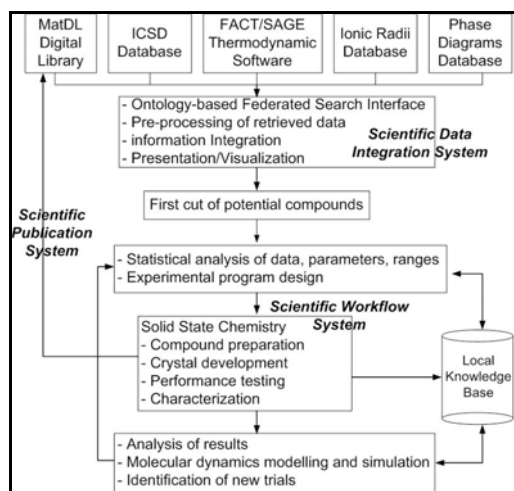 MatDL
Digital
Library
ICSD
Database
FACT/SAGE
Thermodynamic
Software
Ionic Radii
Database
Phase
Diagrams
Database
- Ontology-based Federated Search Interface
- Pre-processing of retrieved data
- information Integration
- Presentation/Visualization
Scientific Data
Integration System
First cut of potential compounds
Scientific
Publication
System
- Statistical analysis of data, parameters, ranges
- Experimental program design
Scientific Workflow
System
Solid State Chemistry
- Compound preparation
- Crystal development
- Performance testing
- Characterization
Local
Knowledge
Base
- Analysis of results
- Molecular dynamics modelling and simulation
- Identification of new trials